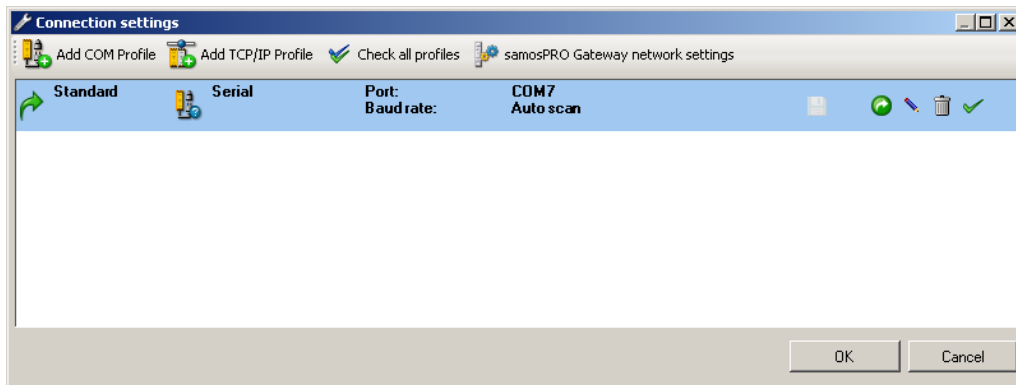 Connection settings
Add COM Profile Add TCP/IP Profile Check all profiles samosPRO Gateway network settings
Standard Serial Port: COM7
Baud rate: Auto scan
OK Cancel